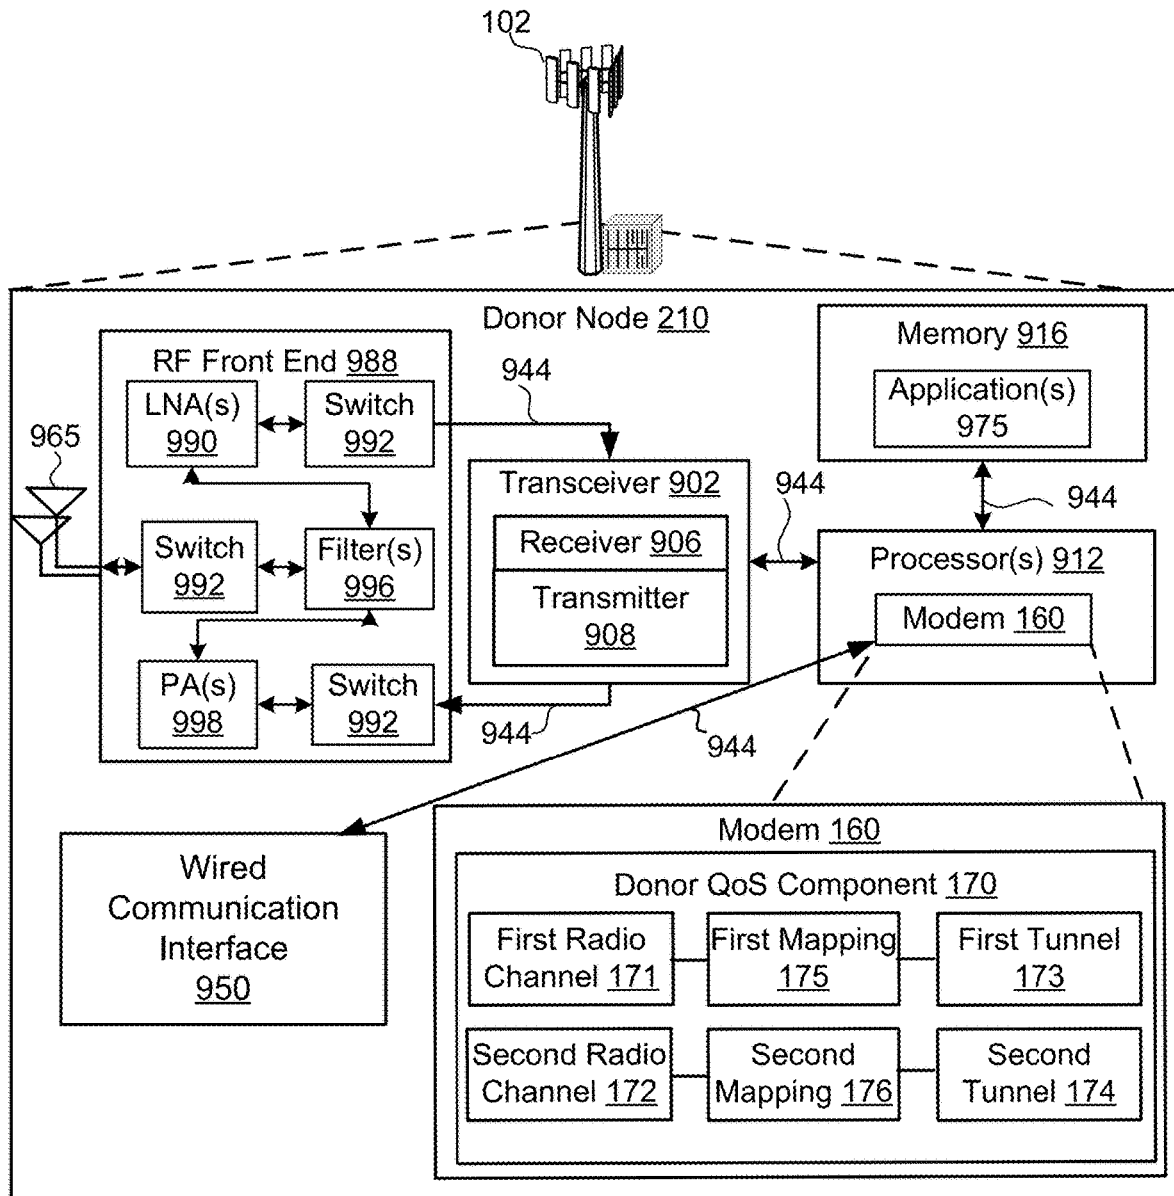 102
Donor Node 210
RF Front End 988
LNA(s)
990
Switch
992
944
965
Switch
992
Filter(s)
996
PA(s)
998
Switch
992
944
Transceiver 902
Receiver 906
Transmitter
908
944
Memory 916
Application(s)
975
944
Processor(s) 912
Modem 160
944
Wired
Communication
Interface
950
Modem 160
Donor QoS Component 170
First Radio
Channel 171
First Mapping
175
First Tunnel
173
Second Radio
Channel 172
Second
Mapping 176
Second
Tunnel 174